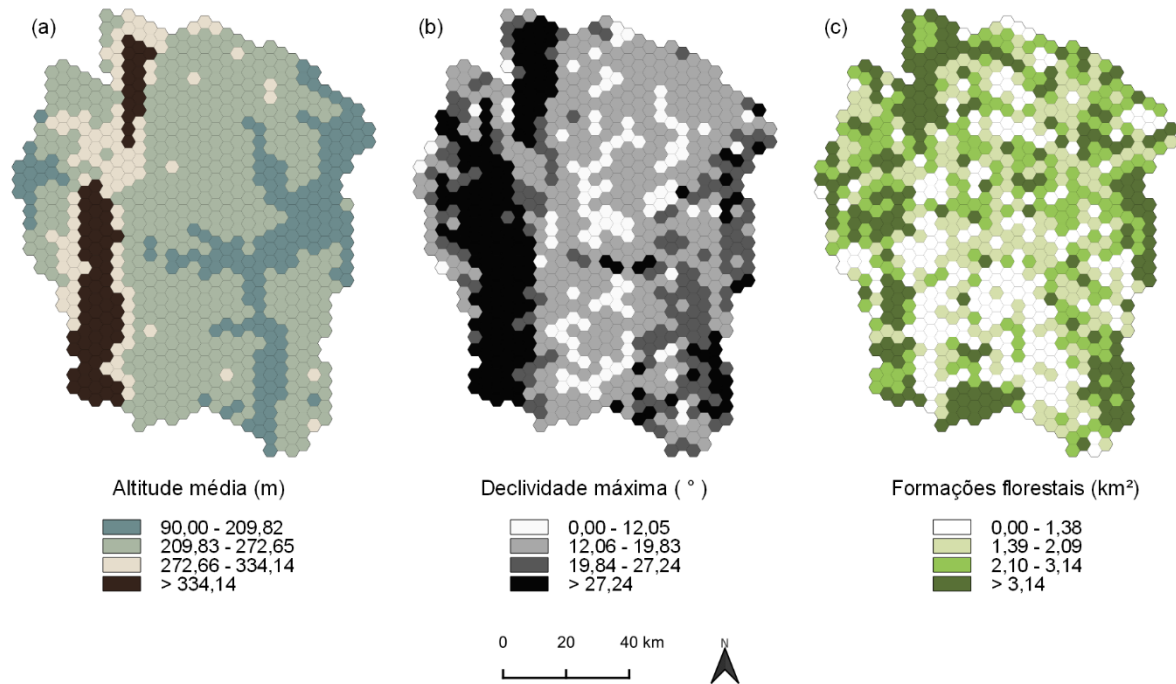 (a)
(b)
(c)
Altitude média (m)
90,00 - 209,82
209,83 - 272,65
272,66 - 334,14
> 334,14
Declividade máxima ( ° )
0,00 - 12,05
12,06 - 19,83
19,84 - 27,24
> 27,24
Formações florestais (km²)
0,00 - 1,38
1,39 - 2,09
2,10 - 3,14
> 3,14
0 20 40 km
N